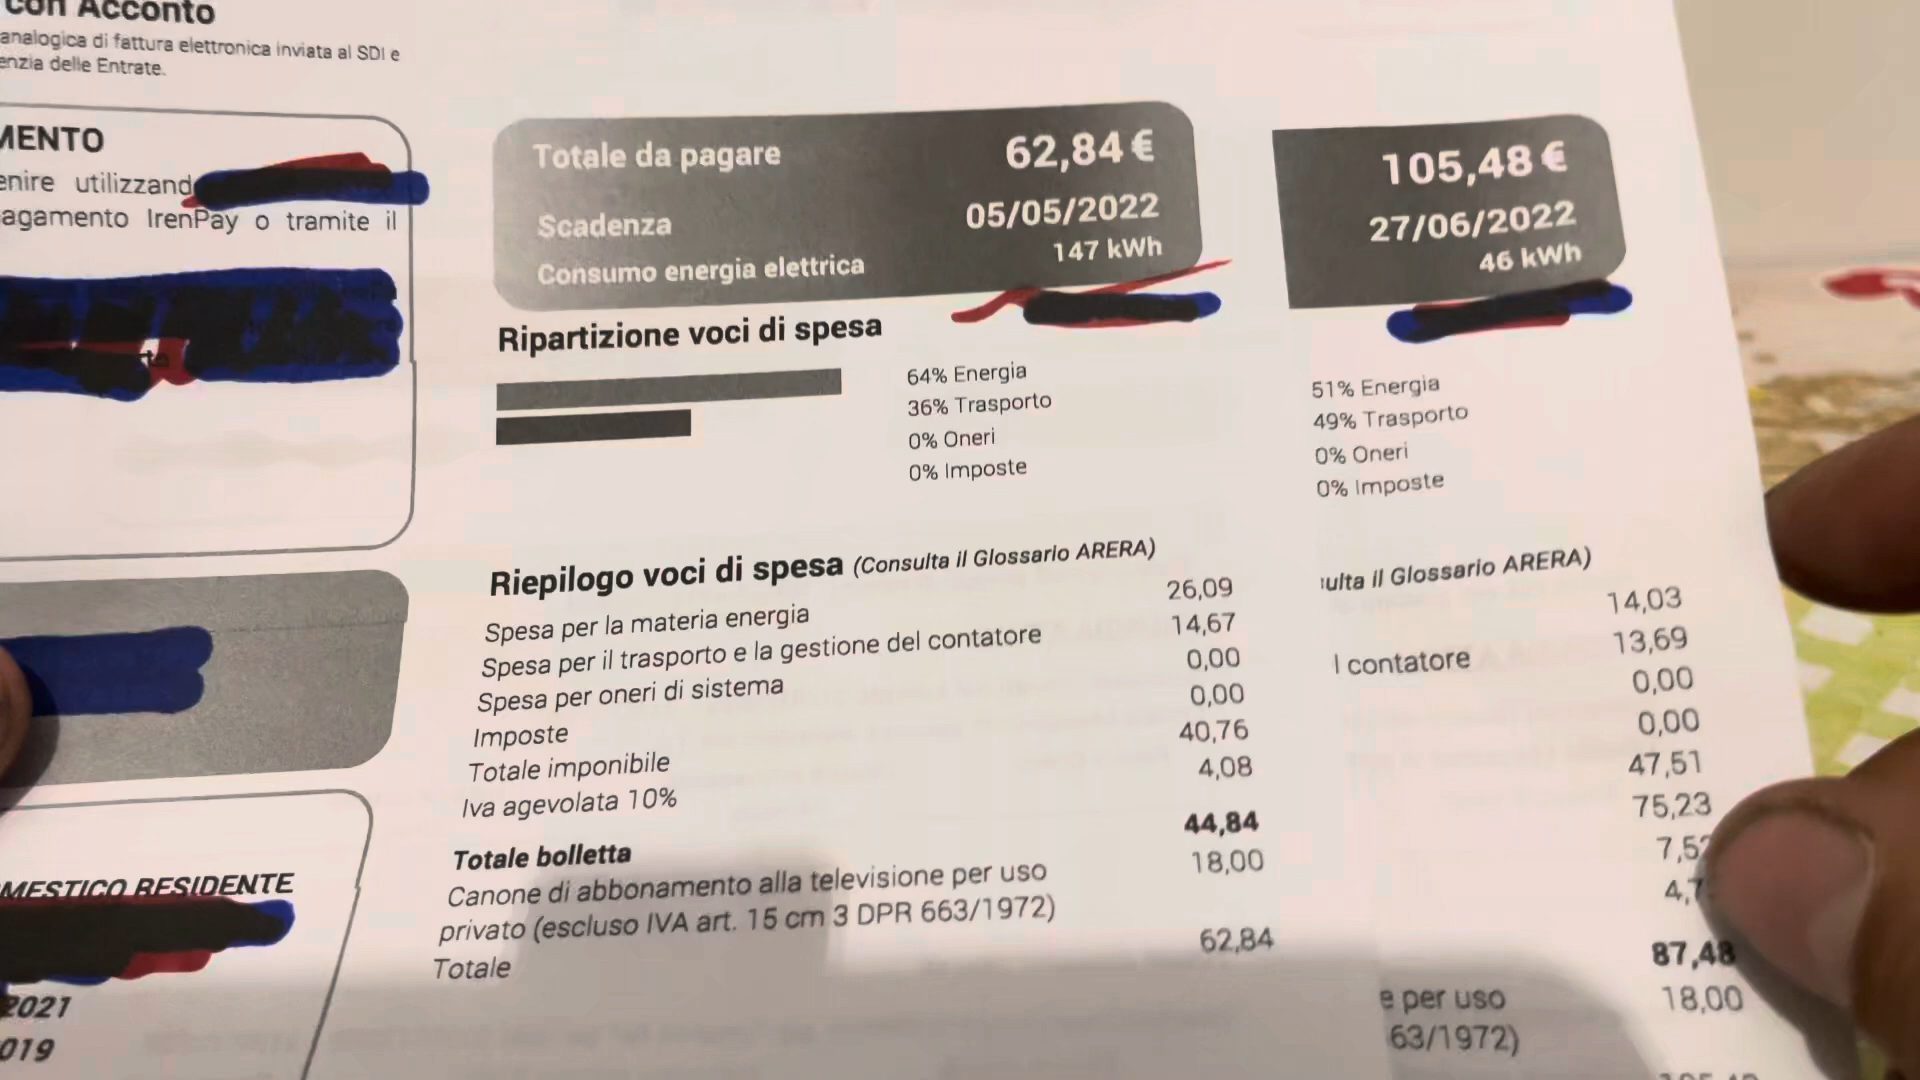 con Acconto
analogica di fattura elettronica inviata al SDI e
enzia delle Entrate.
MENTO
enire utilizzand
agamento IrenPay o tramite il
MESTICO RESIDENTE
2021
019
Totale da pagare 62,84 €
Scadenza 05/05/2022
Consumo energia elettrica 147 kWh
Ripartizione voci di spesa
64% Energia
36% Trasporto
0% Oneri
0% Imposte
Riepilogo voci di spesa (Consulta il Glossario ARERA)
Spesa per la materia energia 26,09
Spesa per il trasporto e la gestione del contatore 14,67
Spesa per oneri di sistema 0,00
Imposte 0,00
Totale imponibile 40,76
Iva agevolata 10% 4,08
Totale bolletta 44,84
Canone di abbonamento alla televisione per uso 18,00
privato (escluso IVA art. 15 cm 3 DPR 663/1972)
Totale 62,84
105,48 €
27/06/2022
46 kWh
51% Energia
49% Trasporto
0% Oneri
0% Imposte
ulta il Glossario ARERA)
14,03
l contatore 13,69
0,00
0,00
47,51
75,23
7,52
4,7
87,48
e per uso 18,00
63/1972)